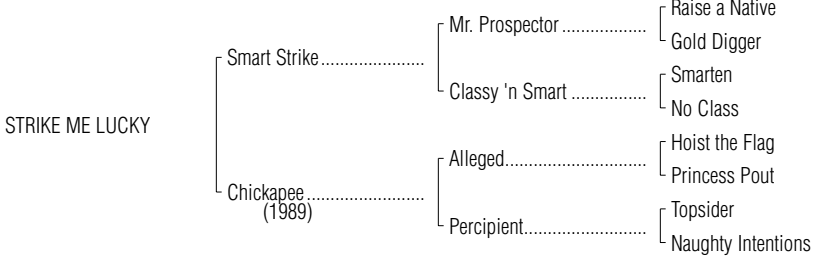 Raise a Native
Mr. Prospector ..................
Gold Digger
Smart Strike......................
Smarten
Classy 'n Smart ................
No Class
STRIKE ME LUCKY
Hoist the Flag
Alleged..............................
Princess Pout
Chickapee.........................
(1989)
Topsider
Percipient..........................
Naughty Intentions